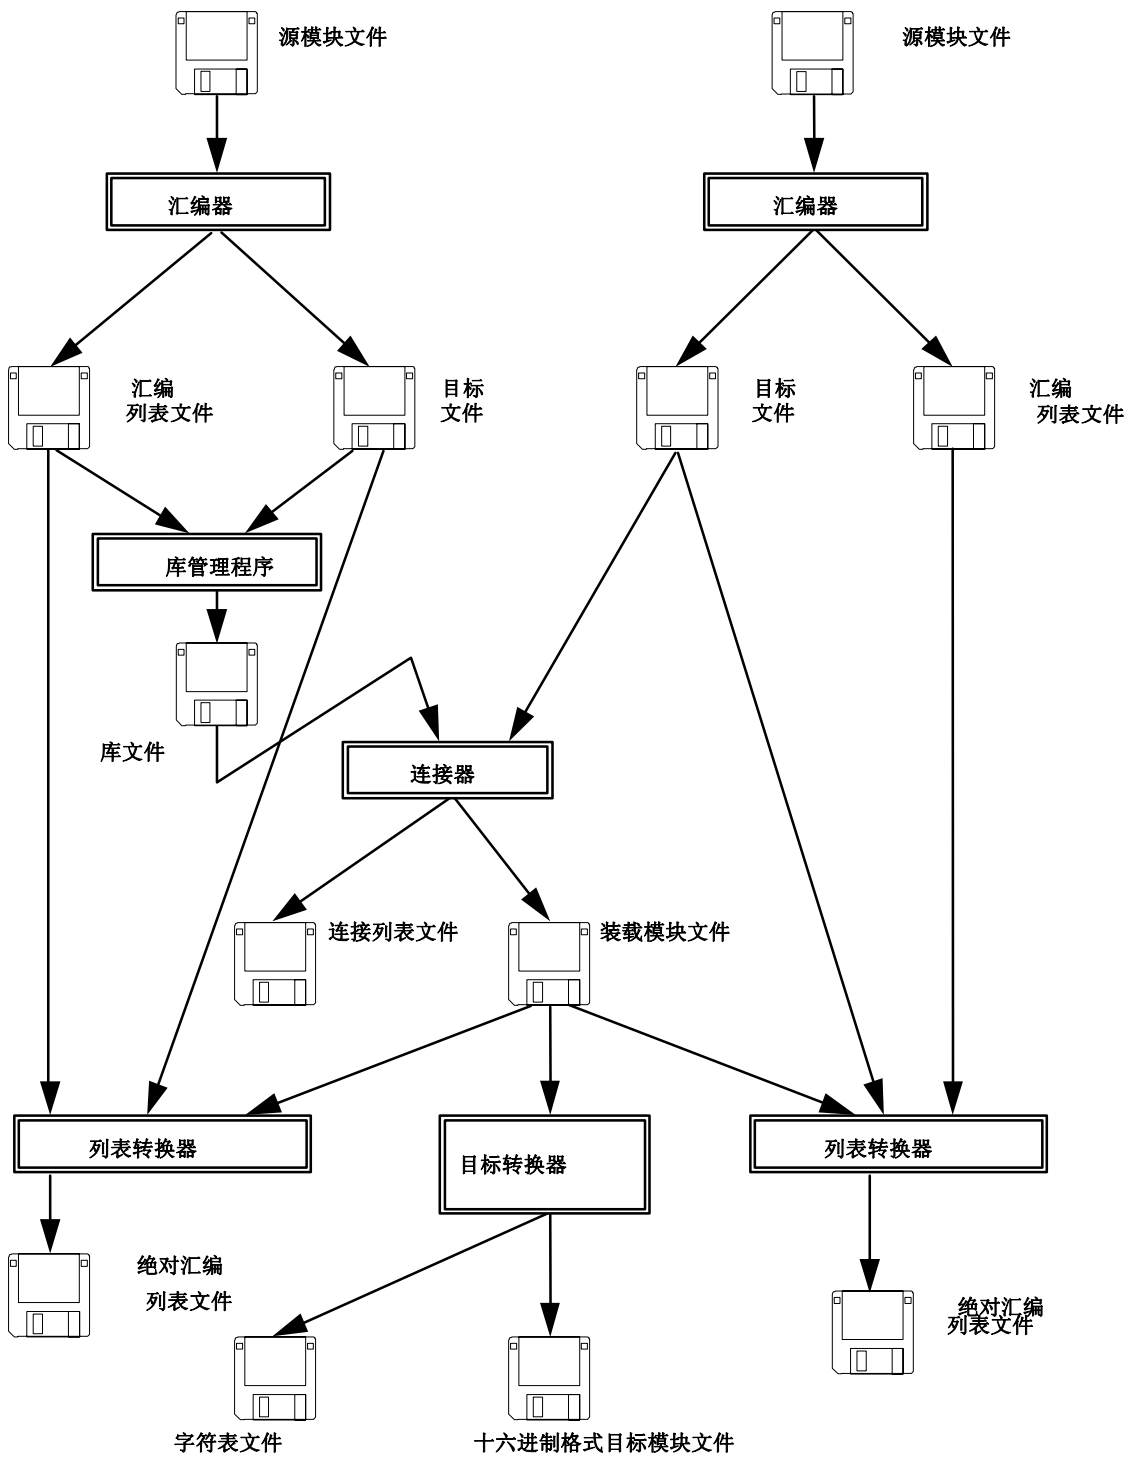 源模块文件
源模块文件
汇编器
汇编器
汇编
列表文件
目标
文件
目标
文件
汇编
列表文件
库管理程序
库文件
连接器
连接列表文件
装载模块文件
列表转换器
目标转换器
列表转换器
绝对汇编
列表文件
绝对汇编
列表文件
字符表文件
十六进制格式目标模块文件